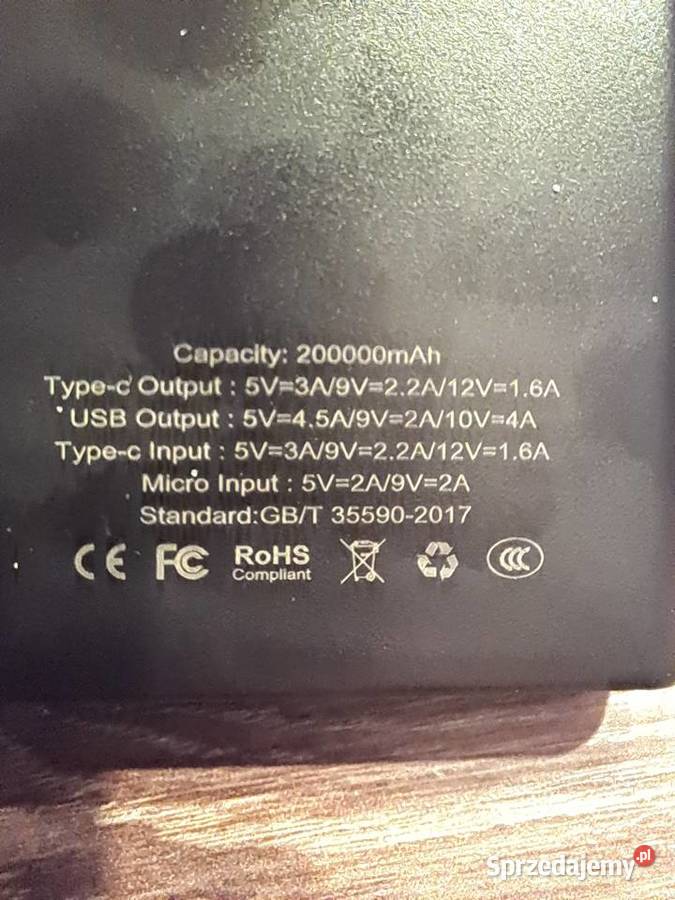 Capacity: 200000mAh
Type-c Output : 5V=3A/9V=2.2A/12V=1.6A
USB Output : 5V=4.5A/9V=2A/10V=4A
Type-c Input : 5V=3A/9V=2.2A/12V=1.6A
Micro Input : 5V=2A/9V=2A
Standard:GB/T 35590-2017
CE FC RoHS CCC
Compliant
Sprzedajemy.pl